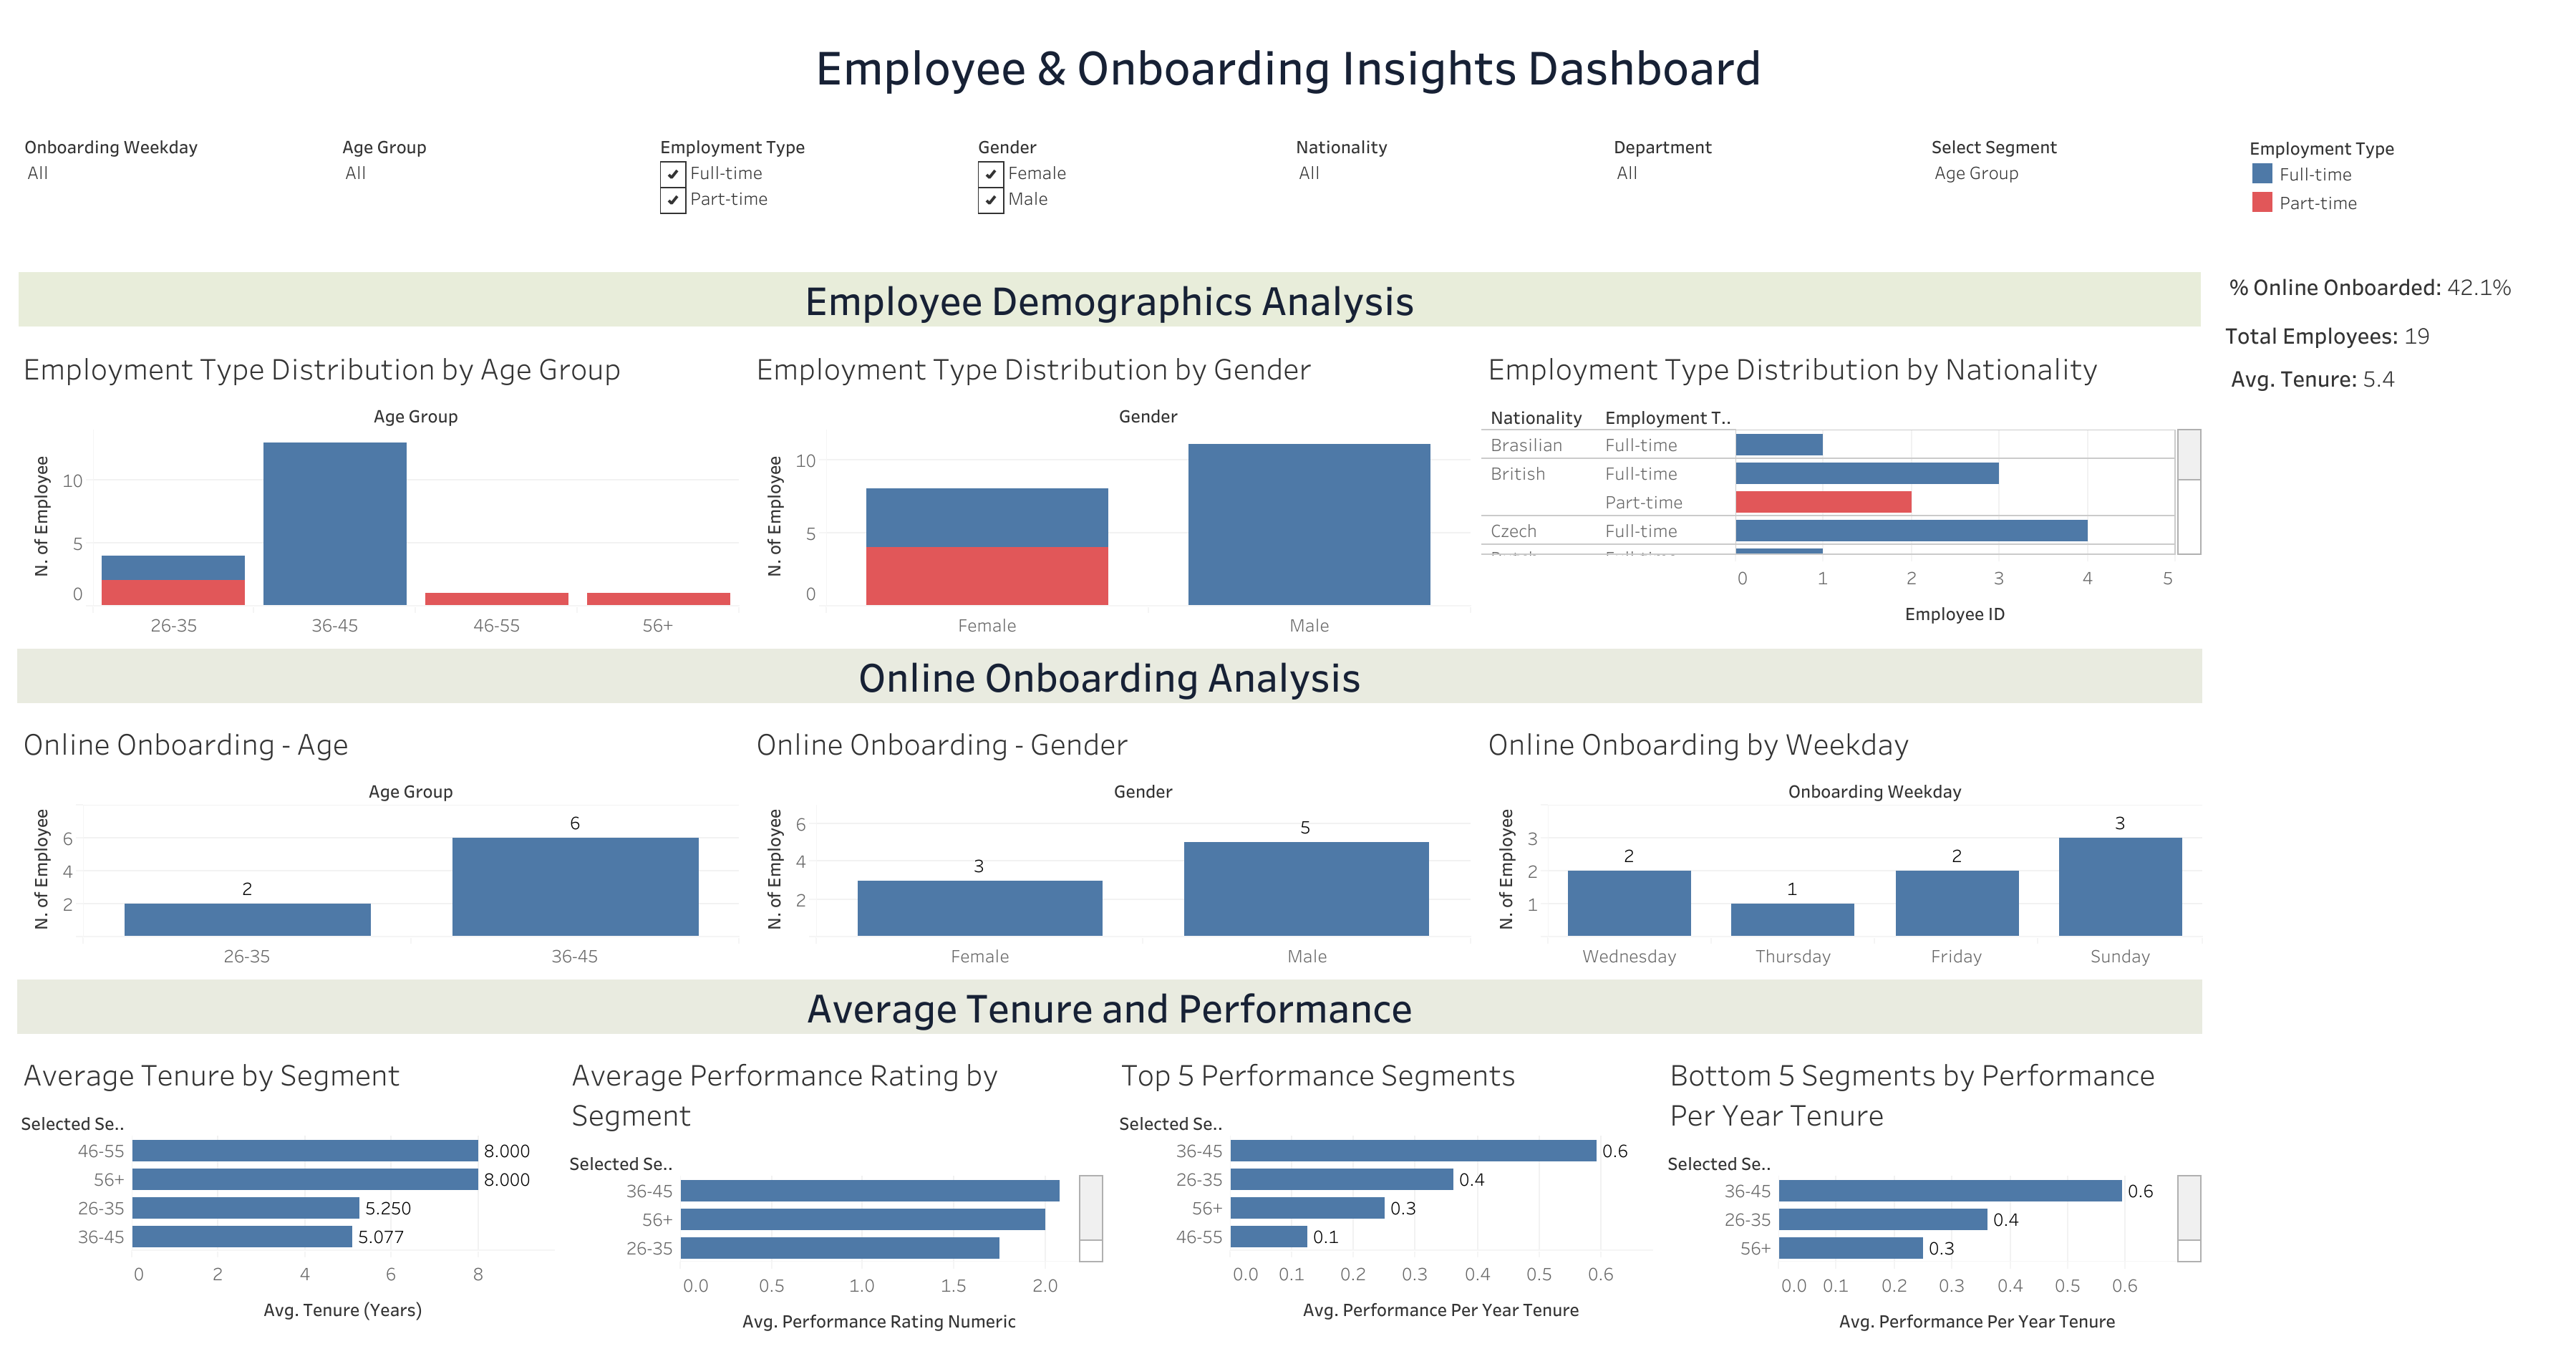 Employee & Onboarding Insights Dashboard
Onboarding Weekday
All
Age Group
All
Employment Type
Full-time
Part-time
Gender
Female
Male
Nationality
All
Department
All
Select Segment
Age Group
Employment Type
Full-time
Part-time
Employee Demographics Analysis
% Online Onboarded: 42.1%
Total Employees: 19
Avg. Tenure: 5.4
Employment Type Distribution by Age Group
Age Group
N. of Employee
10
5
0
26-35
36-45
46-55
56+
Employment Type Distribution by Gender
Gender
N. of Employee
10
5
0
Female
Male
Employment Type Distribution by Nationality
Nationality Employment T..
Brasilian Full-time
British Full-time
Part-time
Czech Full-time
0 1 2 3 4 5
Employee ID
Online Onboarding Analysis
Online Onboarding - Age
Age Group
N. of Employee
6
4
2
2
6
26-35
36-45
Online Onboarding - Gender
Gender
N. of Employee
6
4
2
3
5
Female
Male
Online Onboarding by Weekday
Onboarding Weekday
N. of Employee
3
2
1
2
1
2
3
Wednesday
Thursday
Friday
Sunday
Average Tenure and Performance
Average Tenure by Segment
Selected Se..
46-55 8.000
56+ 8.000
26-35 5.250
36-45 5.077
0 2 4 6 8
Avg. Tenure (Years)
Average Performance Rating by
Segment
Selected Se..
36-45
56+
26-35
0.0 0.5 1.0 1.5 2.0
Avg. Performance Rating Numeric
Top 5 Performance Segments
Selected Se..
36-45 0.6
26-35 0.4
56+ 0.3
46-55 0.1
0.0 0.1 0.2 0.3 0.4 0.5 0.6
Avg. Performance Per Year Tenure
Bottom 5 Segments by Performance
Per Year Tenure
Selected Se..
36-45 0.6
26-35 0.4
56+ 0.3
0.0 0.1 0.2 0.3 0.4 0.5 0.6
Avg. Performance Per Year Tenure